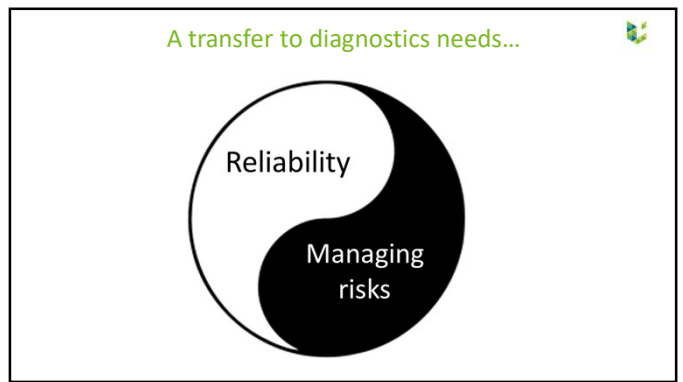 A transfer to diagnostics needs…
Reliability
Managing
risks